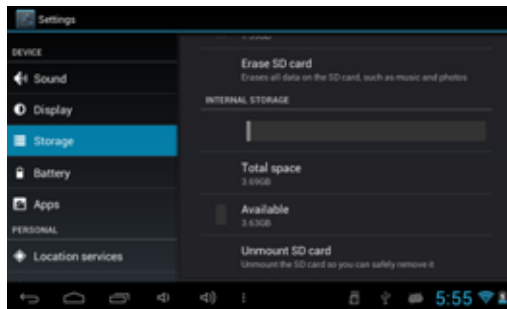 Settings
DEVICE
Sound
Display
Storage
Battery
Apps
PERSONAL
Location services
Erase SD card
Erases all data on the SD card, such as music and photos
INTERNAL STORAGE
Total space
3.69GB
Available
3.63GB
Unmount SD card
Unmount the SD card so you can safely remove it
5:55